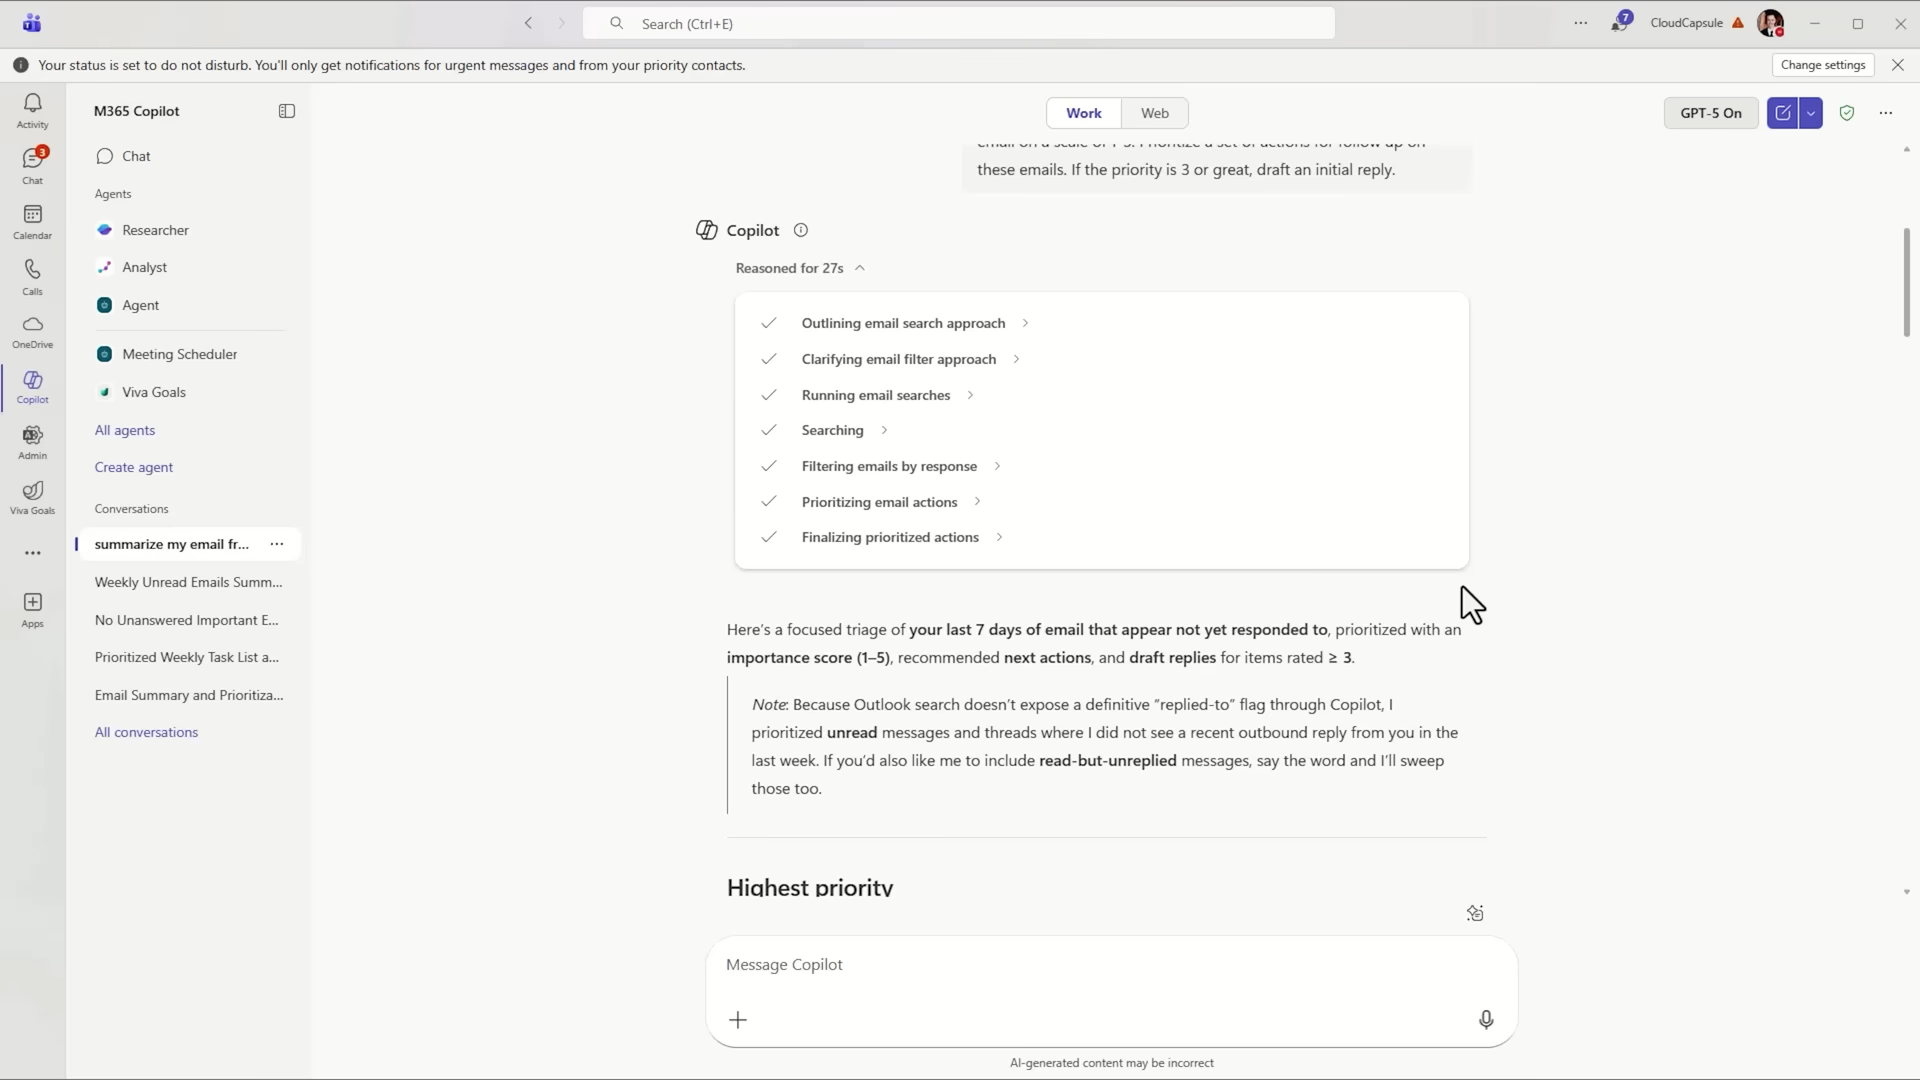 Search (Ctrl+E)
7
CloudCapsule
Your status is set to do not disturb. You'll only get notifications for urgent messages and from your priority contacts.
Change settings
Activity
3
Chat
Calendar
Calls
OneDrive
Copilot
Admin
Viva Goals
Apps
M365 Copilot
Chat
Agents
Researcher
Analyst
Agent
Meeting Scheduler
Viva Goals
All agents
Create agent
Conversations
summarize my email fr...
Weekly Unread Emails Summ...
No Unanswered Important E...
Prioritized Weekly Task List a...
Email Summary and Prioritiza...
All conversations
Work
Web
GPT-5 On
email on a scale of 1-5. Prioritize a set of actions for follow up on
these emails. If the priority is 3 or great, draft an initial reply.
Copilot
Reasoned for 27s
Outlining email search approach
Clarifying email filter approach
Running email searches
Searching
Filtering emails by response
Prioritizing email actions
Finalizing prioritized actions
Here's a focused triage of your last 7 days of email that appear not yet responded to, prioritized with an
importance score (1–5), recommended next actions, and draft replies for items rated ≥ 3.
Note: Because Outlook search doesn't expose a definitive "replied-to" flag through Copilot, I
prioritized unread messages and threads where I did not see a recent outbound reply from you in the
last week. If you'd also like me to include read-but-unreplied messages, say the word and I'll sweep
those too.
Highest priority
Message Copilot
AI-generated content may be incorrect